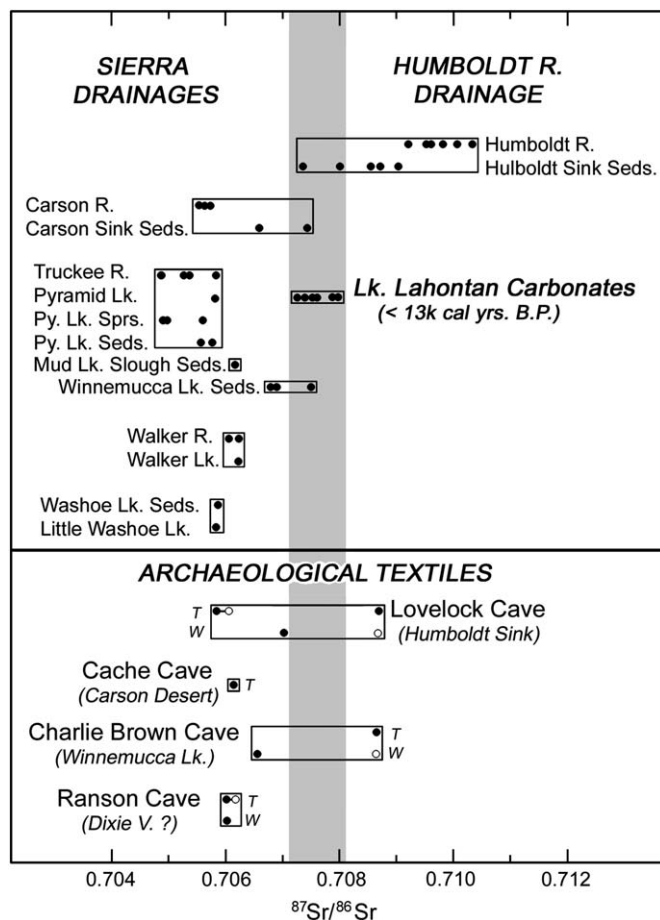 SIERRA
DRAINAGES
HUMBOLDT R.
DRAINAGE
Humboldt R.
Hulboldt Sink Seds.
Carson R.
Carson Sink Seds.
Truckee R.
Pyramid Lk.
Py. Lk. Sprs.
Py. Lk. Seds.
Mud Lk. Slough Seds.
Winnemucca Lk. Seds.
Lk. Lahontan Carbonates
(< 13k cal yrs. B.P.)
Walker R.
Walker Lk.
Washoe Lk. Seds.
Little Washoe Lk.
ARCHAEOLOGICAL TEXTILES
T
W
Lovelock Cave
(Humboldt Sink)
Cache Cave
(Carson Desert)
T
Charlie Brown Cave
(Winnemucca Lk.)
T
W
Ranson Cave
(Dixie V. ?)
T
W
0.704 0.706 0.708 0.710 0.712
⁸⁷Sr/⁸⁶Sr